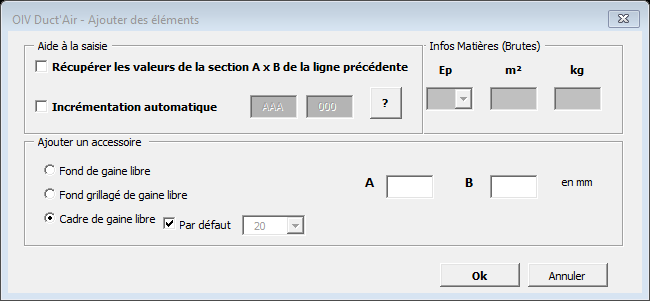 OIV Duct'Air - Ajouter des éléments
Aide à la saisie
Infos Matières (Brutes)
Récupérer les valeurs de la section A x B de la ligne précédente
Ep m² kg
Incrémentation automatique AAA 000 ?
Ajouter un accessoire
Fond de gaine libre
A B en mm
Fond grillagé de gaine libre
Cadre de gaine libre Par défaut 20
Ok Annuler